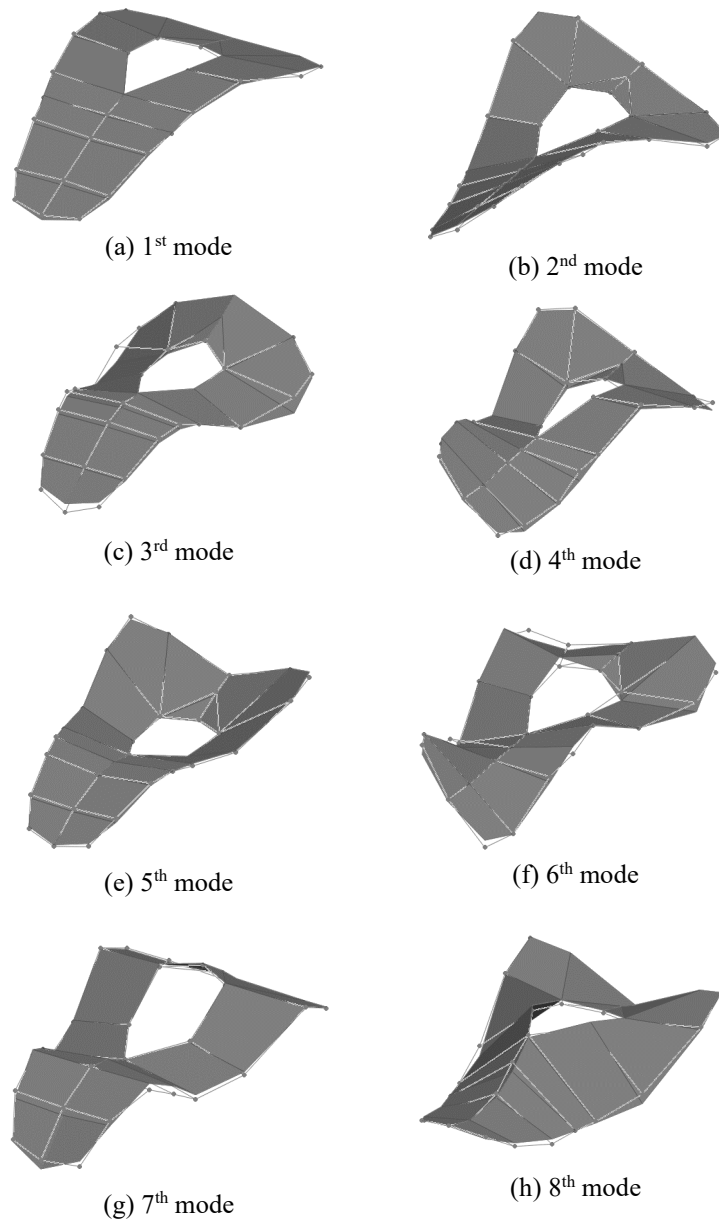 (a) 1st mode
(b) 2nd mode
(c) 3rd mode
(d) 4th mode
(e) 5th mode
(f) 6th mode
(g) 7th mode
(h) 8th mode